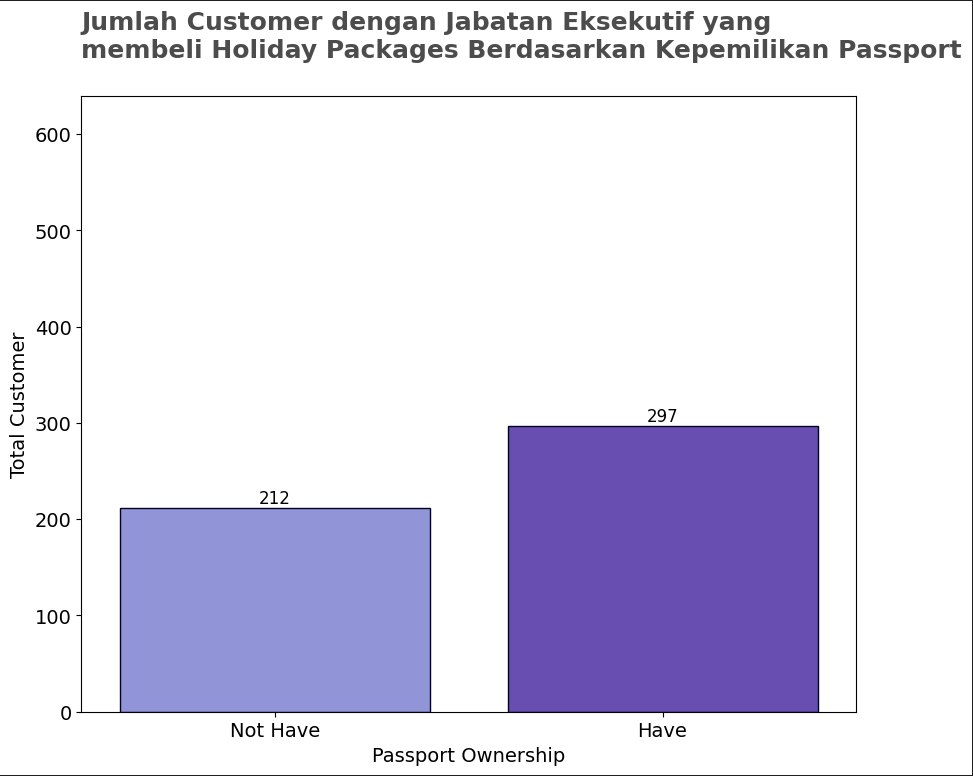 Jumlah Customer dengan Jabatan Eksekutif yang
membeli Holiday Packages Berdasarkan Kepemilikan Passport
600
500
400
300
200
100
0
Total Customer
212
297
Not Have
Have
Passport Ownership